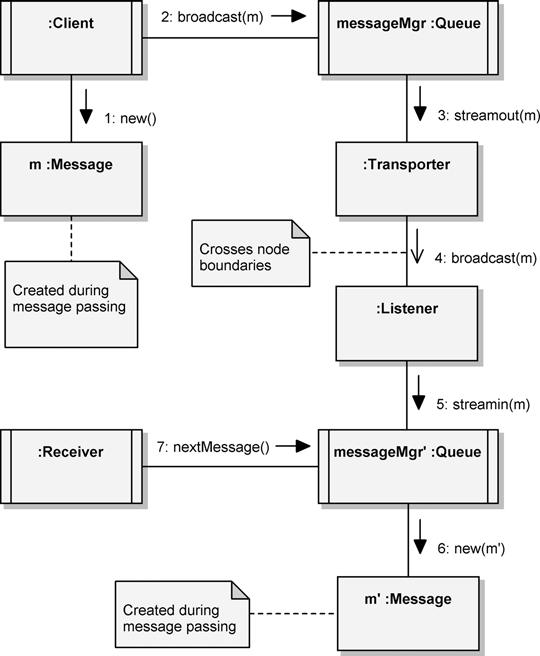 :Client
2: broadcast(m)
messageMgr :Queue
1: new()
3: streamout(m)
m :Message
:Transporter
Crosses node
boundaries
4: broadcast(m)
Created during
message passing
:Listener
5: streamin(m)
:Receiver
7: nextMessage()
messageMgr' :Queue
6: new(m')
Created during
message passing
m' :Message